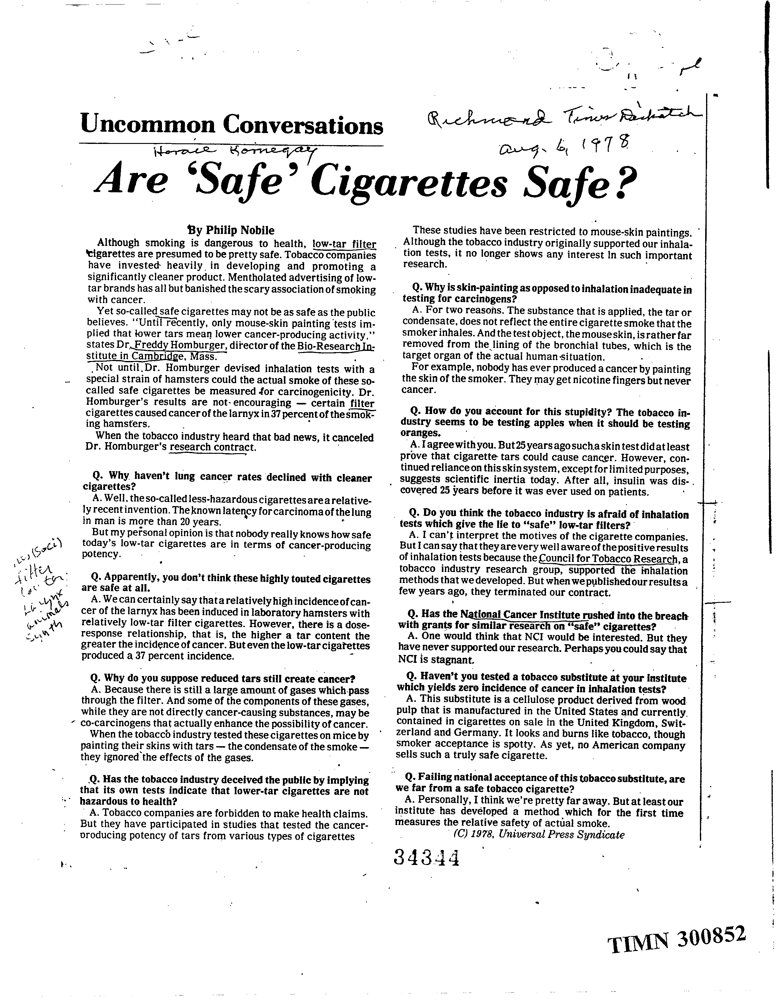 Richmond Times Dispatch
Aug. 6, 1978
Uncommon Conversations
Horace Kornegay
Are ‘Safe’ Cigarettes Safe?
By Philip Nobile
Although smoking is dangerous to health, low-tar filter
cigarettes are presumed to be pretty safe. Tobacco companies
have invested heavily in developing and promoting a
significantly cleaner product. Mentholated advertising of low-
tar brands has all but banished the scary association of smoking
with cancer.
Yet so-called safe cigarettes may not be as safe as the public
believes. "Until recently, only mouse-skin painting tests im-
plied that lower tars mean lower cancer-producing activity."
states Dr. Freddy Homburger, director of the Bio-Research In-
stitute in Cambridge, Mass.
Not until Dr. Homburger devised inhalation tests with a
special strain of hamsters could the actual smoke of these so-
called safe cigarettes be measured for carcinogenicity. Dr.
Homburger's results are not encouraging — certain filter
cigarettes caused cancer of the larnyx in 37 percent of the smok-
ing hamsters.
When the tobacco industry heard that bad news, it canceled
Dr. Homburger's research contract.
Q. Why haven't lung cancer rates declined with cleaner
cigarettes?
A. Well, the so-called less-hazardous cigarettes are a relative-
ly recent invention. The known latency for carcinoma of the lung
in man is more than 20 years.
But my personal opinion is that nobody really knows how safe
today's low-tar cigarettes are in terms of cancer-producing
potency.
Q. Apparently, you don't think these highly touted cigarettes
are safe at all.
A. We can certainly say that a relatively high incidence of can-
cer of the larnyx has been induced in laboratory hamsters with
relatively low-tar filter cigarettes. However, there is a dose-
response relationship, that is, the higher a tar content the
greater the incidence of cancer. But even the low-tar cigarettes
produced a 37 percent incidence.
Q. Why do you suppose reduced tars still create cancer?
A. Because there is still a large amount of gases which pass
through the filter. And some of the components of these gases,
while they are not directly cancer-causing substances, may be
co-carcinogens that actually enhance the possibility of cancer.
When the tobacco industry tested these cigarettes on mice by
painting their skins with tars — the condensate of the smoke —
they ignored the effects of the gases.
Q. Has the tobacco industry deceived the public by implying
that its own tests indicate that lower-tar cigarettes are not
hazardous to health?
A. Tobacco companies are forbidden to make health claims.
But they have participated in studies that tested the cancer-
producing potency of tars from various types of cigarettes
These studies have been restricted to mouse-skin paintings.
Although the tobacco industry originally supported our inhala-
tion tests, it no longer shows any interest in such important
research.
Q. Why is skin-painting as opposed to inhalation inadequate in
testing for carcinogens?
A. For two reasons. The substance that is applied, the tar or
condensate, does not reflect the entire cigarette smoke that the
smoker inhales. And the test object, the mouse skin, is rather far
removed from the lining of the bronchial tubes, which is the
target organ of the actual human situation.
For example, nobody has ever produced a cancer by painting
the skin of the smoker. They may get nicotine fingers but never
cancer.
Q. How do you account for this stupidity? The tobacco in-
dustry seems to be testing apples when it should be testing
oranges.
A. I agree with you. But 25 years ago such a skin test did at least
prove that cigarette tars could cause cancer. However, con-
tinued reliance on this skin system, except for limited purposes,
suggests scientific inertia today. After all, insulin was dis-
covered 25 years before it was ever used on patients.
Q. Do you think the tobacco industry is afraid of inhalation
tests which give the lie to "safe" low-tar filters?
A. I can't interpret the motives of the cigarette companies.
But I can say that they are very well aware of the positive results
of inhalation tests because the Council for Tobacco Research, a
tobacco industry research group, supported the inhalation
methods that we developed. But when we published our results a
few years ago, they terminated our contract.
Q. Has the National Cancer Institute rushed into the breach
with grants for similar research on "safe" cigarettes?
A. One would think that NCI would be interested. But they
have never supported our research. Perhaps you could say that
NCI is stagnant.
Q. Haven't you tested a tobacco substitute at your institute
which yields zero incidence of cancer in inhalation tests?
A. This substitute is a cellulose product derived from wood
pulp that is manufactured in the United States and currently
contained in cigarettes on sale in the United Kingdom, Swit-
zerland and Germany. It looks and burns like tobacco, though
smoker acceptance is spotty. As yet, no American company
sells such a truly safe cigarette.
Q. Failing national acceptance of this tobacco substitute, are
we far from a safe tobacco cigarette?
A. Personally, I think we're pretty far away. But at least our
institute has developed a method which for the first time
measures the relative safety of actual smoke.
(C) 1978, Universal Press Syndicate
34344
TIMN 300852